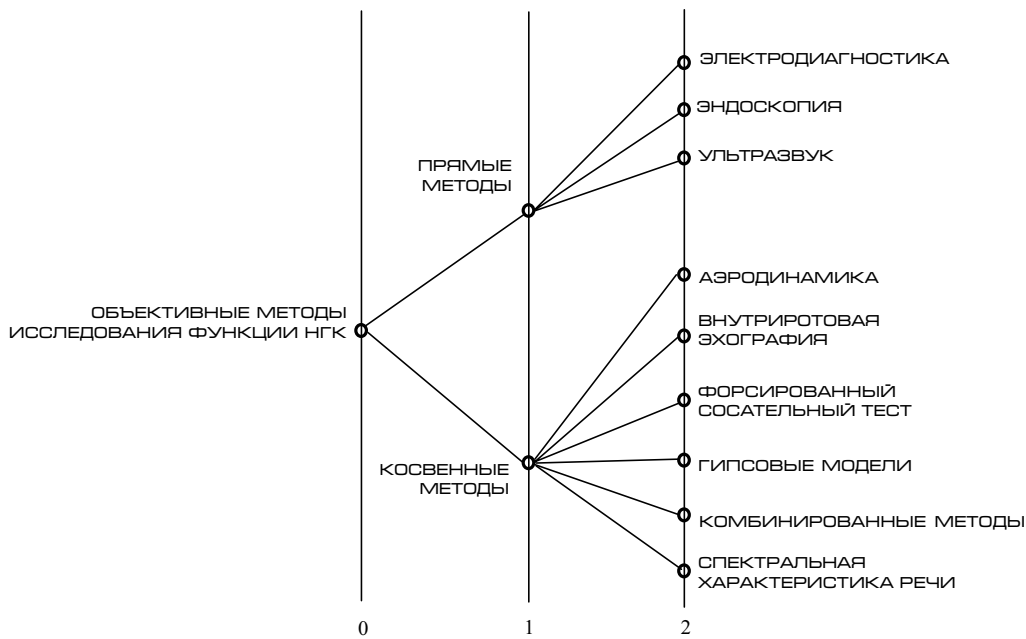 ЭЛЕКТРОДИАГНОСТИКА
ЭНДОСКОПИЯ
УЛЬТРАЗВУК
ПРЯМЫЕ
МЕТОДЫ
АЭРОДИНАМИКА
ОБЪЕКТИВНЫЕ МЕТОДЫ
ИССЛЕДОВАНИЯ ФУНКЦИИ НГК
ВНУТРИРОТОВАЯ
ЭХОГРАФИЯ
ФОРСИРОВАННЫЙ
СОСАТЕЛЬНЫЙ ТЕСТ
КОСВЕННЫЕ
МЕТОДЫ
ГИПСОВЫЕ МОДЕЛИ
КОМБИНИРОВАННЫЕ МЕТОДЫ
СПЕКТРАЛЬНАЯ
ХАРАКТЕРИСТИКА РЕЧИ
0 1 2